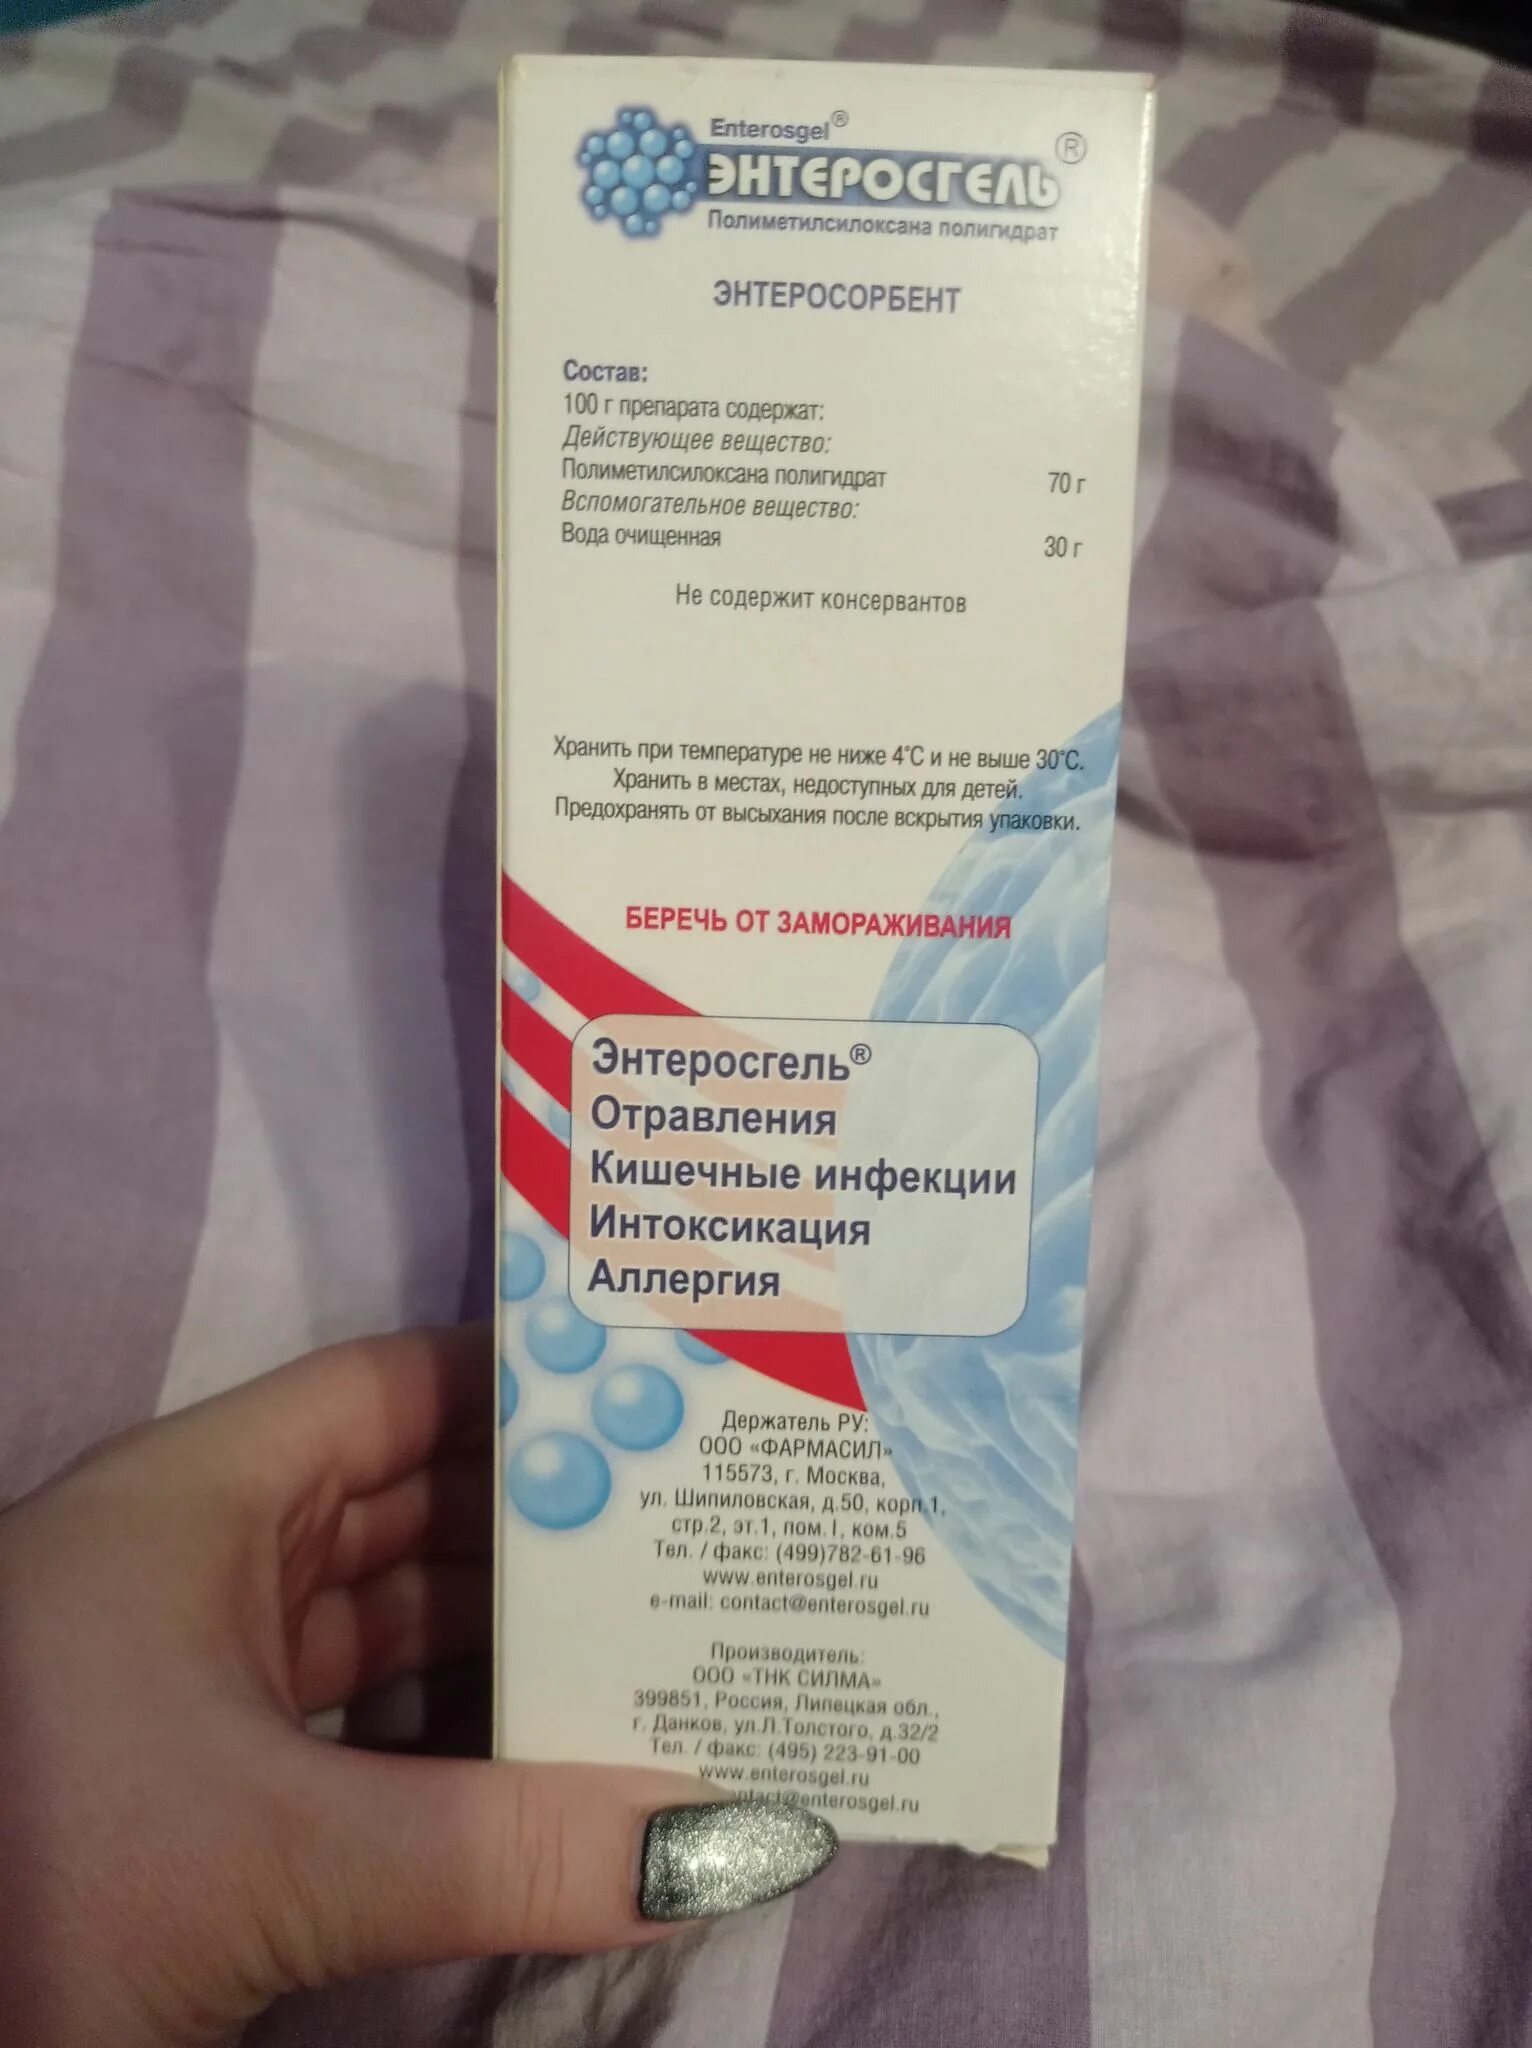 Enterosgel®
ЭНТЕРОСГЕЛЬ®
Полиметилсилоксана полигидрат
ЭНТЕРОСОРБЕНТ
Состав:
100 г препарата содержат:
Действующее вещество:
Полиметилсилоксана полигидрат 70 г
Вспомогательное вещество:
Вода очищенная 30 г
Не содержит консервантов
Хранить при температуре не ниже 4°С и не выше 30°С.
Хранить в местах, недоступных для детей.
Предохранять от высыхания после вскрытия упаковки.
БЕРЕЧЬ ОТ ЗАМОРАЖИВАНИЯ
Энтеросгель®
Отравления
Кишечные инфекции
Интоксикация
Аллергия
Держатель РУ:
ООО «ФАРМАСИЛ»
115573, г. Москва,
ул. Шипиловская, д.50, корп.1,
стр.2, эт.1, пом.I, ком.5
Тел. / факс: (499)782-61-96
www.enterosgel.ru
e-mail: contact@enterosgel.ru
Производитель:
ООО «ТНК СИЛМА»
399851, Россия, Липецкая обл.,
г. Данков, ул.Л.Толстого, д.32/2
Тел. / факс: (495) 223-91-00
www.enterosgel.ru
contact@enterosgel.ru